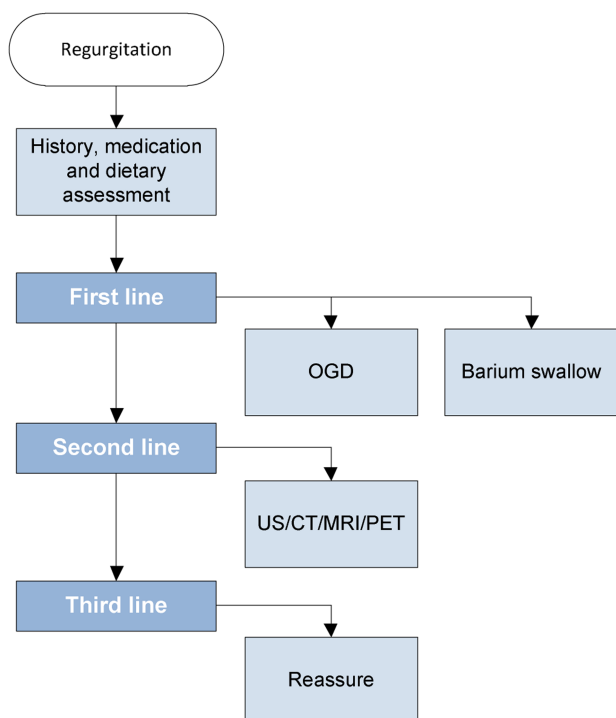 Regurgitation
History, medication
and dietary
assessment
First line
OGD
Barium swallow
Second line
US/CT/MRI/PET
Third line
Reassure